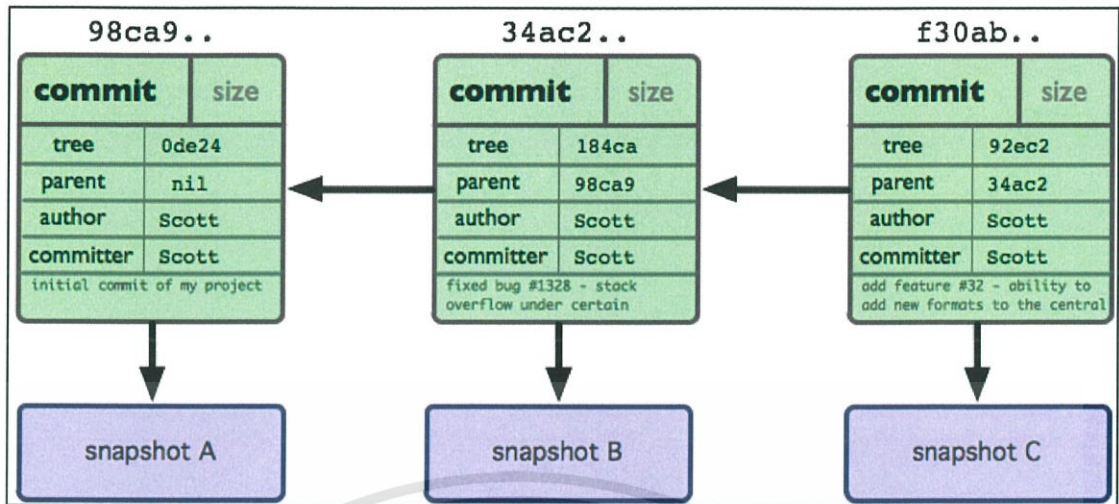 98ca9..
commit size
tree 0de24
parent nil
author Scott
committer Scott
initial commit of my project
snapshot A
34ac2..
commit size
tree 184ca
parent 98ca9
author Scott
committer Scott
fixed bug #1328 - stack
overflow under certain
snapshot B
f30ab..
commit size
tree 92ec2
parent 34ac2
author Scott
committer Scott
add feature #32 - ability to
add new formats to the central
snapshot C